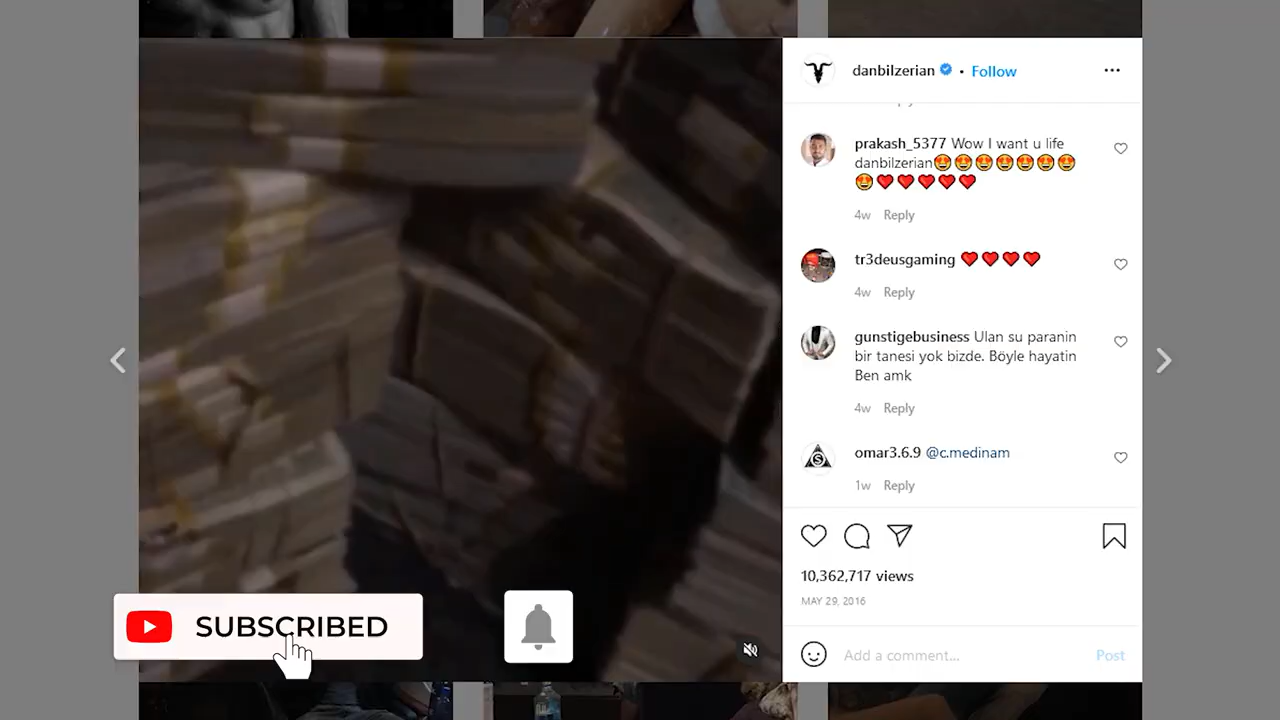 danbilzerian • Follow
prakash_5377 Wow I want u life
danbilzerian🤩🤩🤩🤩🤩🤩🤩
🤩❤❤❤❤❤
4w Reply
tr3deusgaming ❤❤❤❤
4w Reply
gunstigebusiness Ulan su paranin
bir tanesi yok bizde. Böyle hayatin
Ben amk
4w Reply
omar3.6.9 @c.medinam
1w Reply
10,362,717 views
MAY 29, 2016
Add a comment... Post
SUBSCRIBED